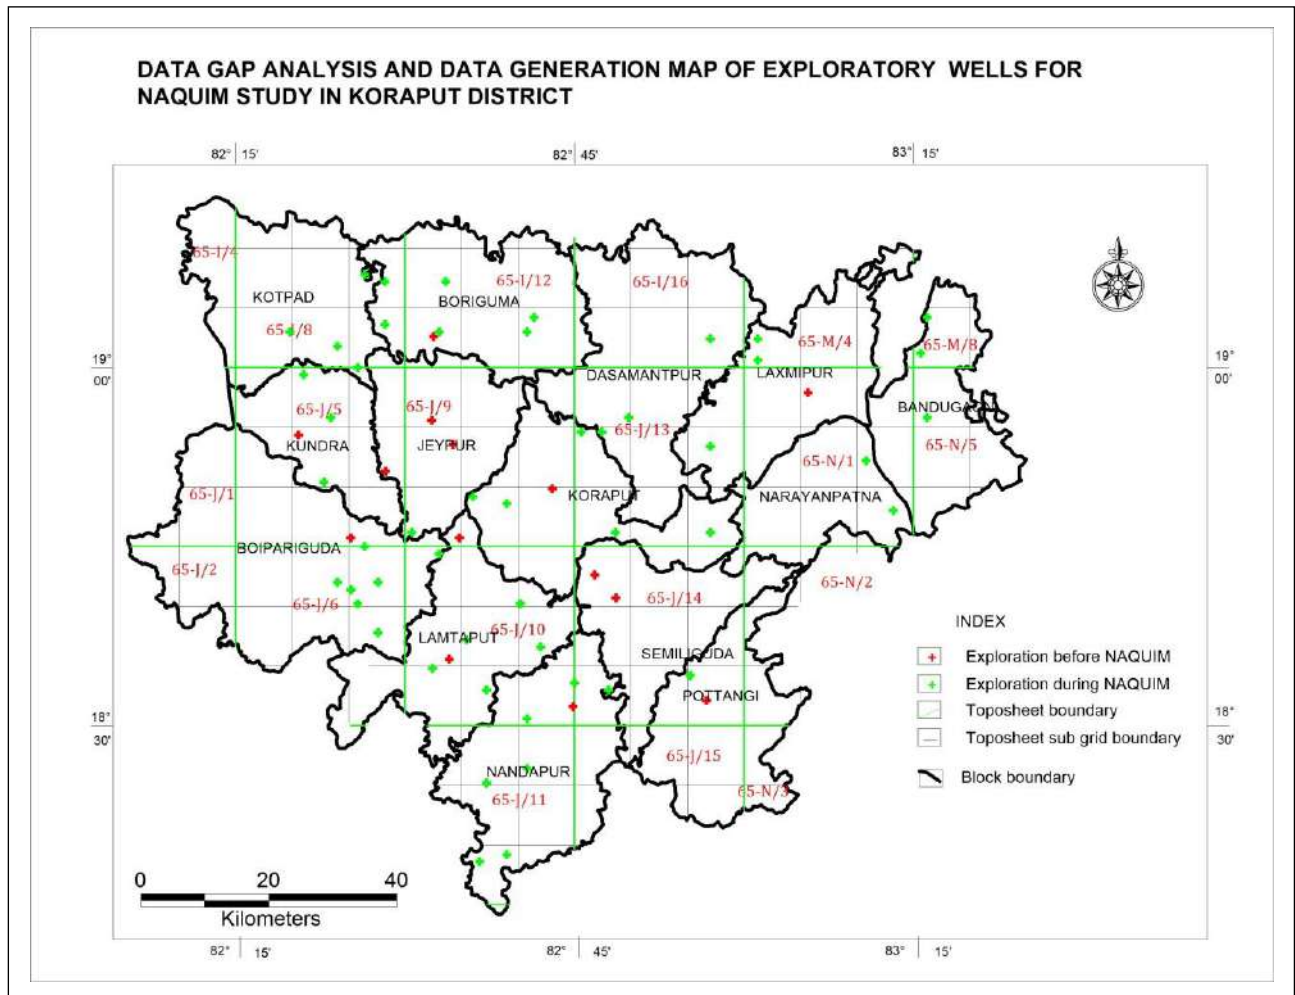 DATA GAP ANALYSIS AND DATA GENERATION MAP OF EXPLORATORY WELLS FOR
NAQUIM STUDY IN KORAPUT DISTRICT
82° 15'
82° 45'
83° 15'
65-I/4
65-I/12
65-I/16
KOTPAD
BORIGUMA
65-I/8
65-M/4
65-M/8
19°
00'
19°
00'
DASAMANTPUR
LAXMIPUR
65-J/5
65-J/9
BANDUGAON
65-J/13
KUNDRA
JEYPUR
65-N/5
65-N/1
65-J/1
KORAPUT
NARAYANPATNA
BOIPARIGUDA
65-J/2
65-N/2
65-J/6
65-J/14
65-J/10
LAMTAPUT
SEMILIGUDA
POTTANGI
INDEX
Exploration before NAQUIM
Exploration during NAQUIM
Toposheet boundary
Toposheet sub grid boundary
Block boundary
18°
30'
18°
30'
65-J/15
NANDAPUR
65-J/11
65-N/3
0 20 40
Kilometers
82° 15'
82° 45'
83° 15'